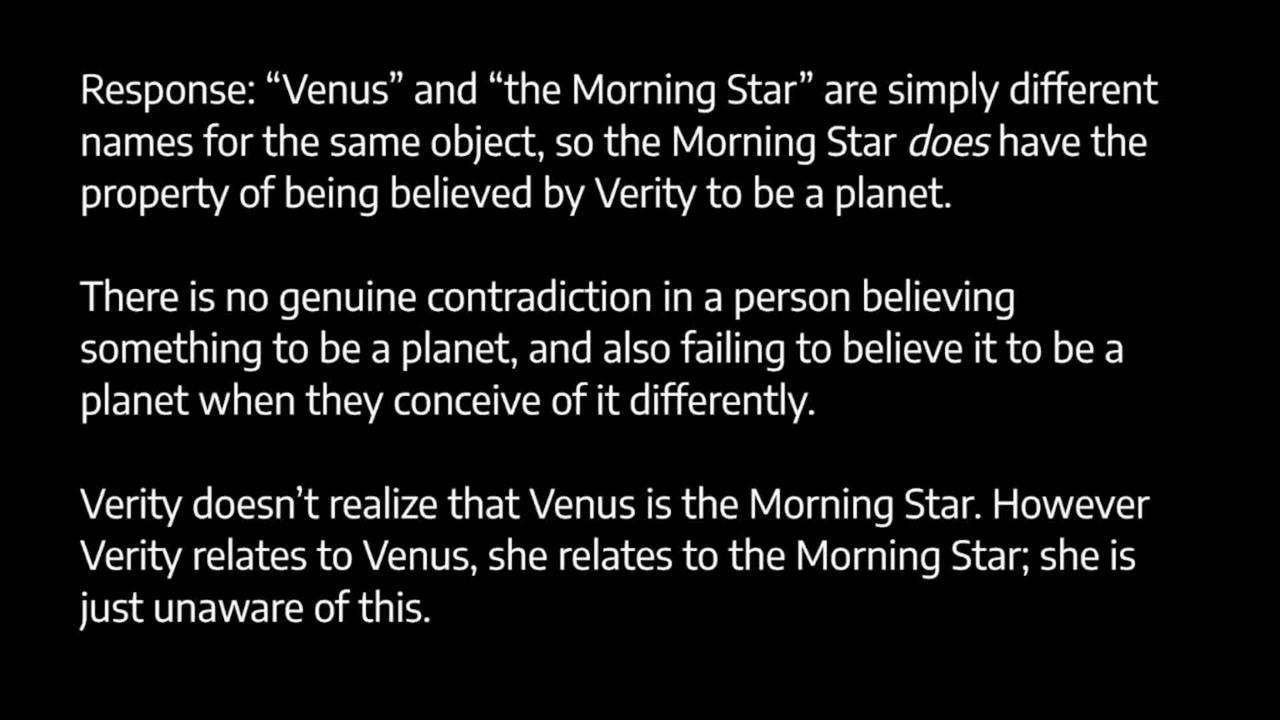 Response: “Venus” and “the Morning Star” are simply different
names for the same object, so the Morning Star does have the
property of being believed by Verity to be a planet.
There is no genuine contradiction in a person believing
something to be a planet, and also failing to believe it to be a
planet when they conceive of it differently.
Verity doesn’t realize that Venus is the Morning Star. However
Verity relates to Venus, she relates to the Morning Star; she is
just unaware of this.